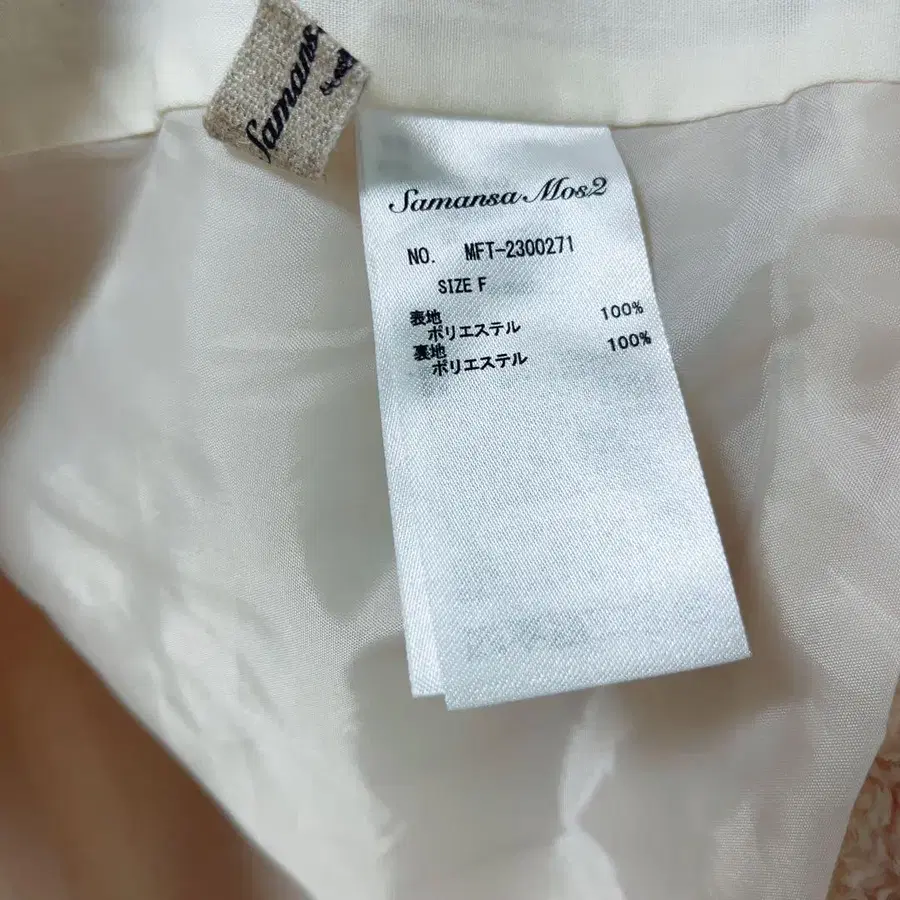 Samans
Samansa Mos2
NO. MFT-2300271
SIZE F
表地
ポリエステル 100%
裏地
ポリエステル 100%